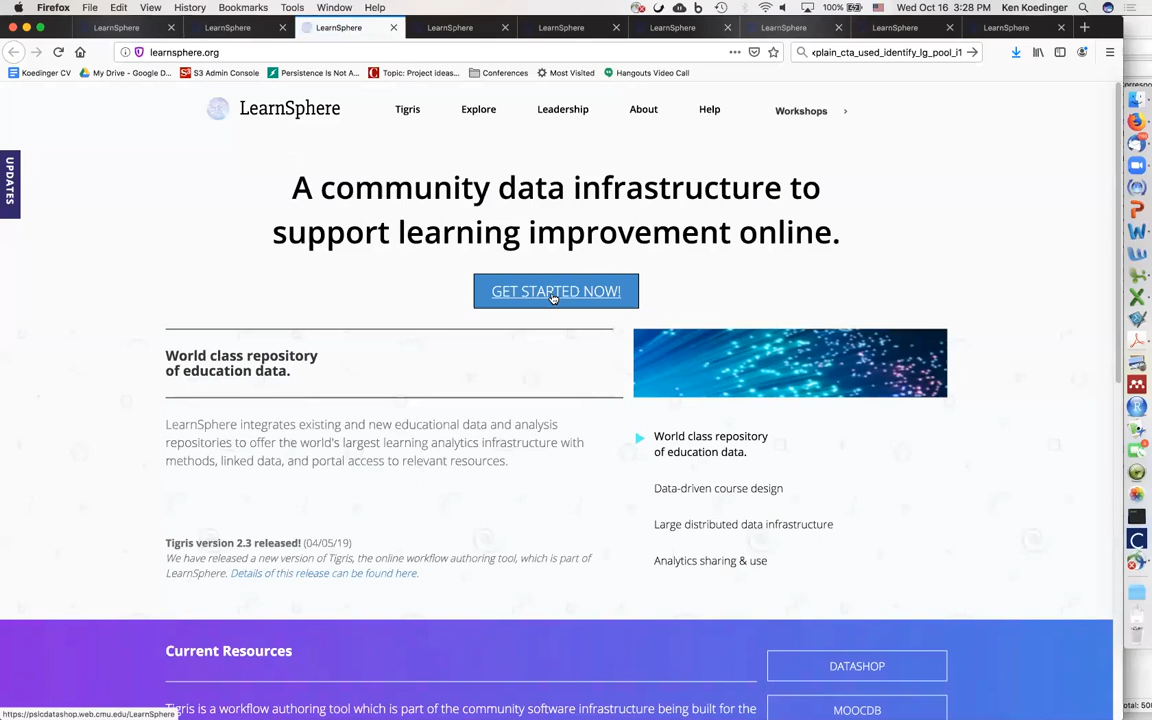 Firefox File Edit View History Bookmarks Tools Window Help 100% Wed Oct 16 3:28 PM Ken Koedinger
LearnSphere LearnSphere LearnSphere LearnSphere LearnSphere LearnSphere LearnSphere LearnSphere LearnSphere
learnsphere.org xplain_cta_used_identify_lg_pool_i1
Koedinger CV My Drive - Google D... S3 Admin Console Persistence Is Not A... Topic: Project ideas... Conferences Most Visited Hangouts Video Call
LearnSphere Tigris Explore Leadership About Help Workshops
UPDATES
A community data infrastructure to
support learning improvement online.
GET STARTED NOW!
World class repository
of education data.
LearnSphere integrates existing and new educational data and analysis
repositories to offer the world's largest learning analytics infrastructure with
methods, linked data, and portal access to relevant resources.
World class repository
of education data.
Data-driven course design
Large distributed data infrastructure
Analytics sharing & use
Tigris version 2.3 released! (04/05/19)
We have released a new version of Tigris, the online workflow authoring tool, which is part of
LearnSphere. Details of this release can be found here.
Current Resources
DATASHOP
Tigris is a workflow authoring tool which is part of the community software infrastructure being built for the
MOOCDB
https://pslcdatashop.web.cmu.edu/LearnSphere